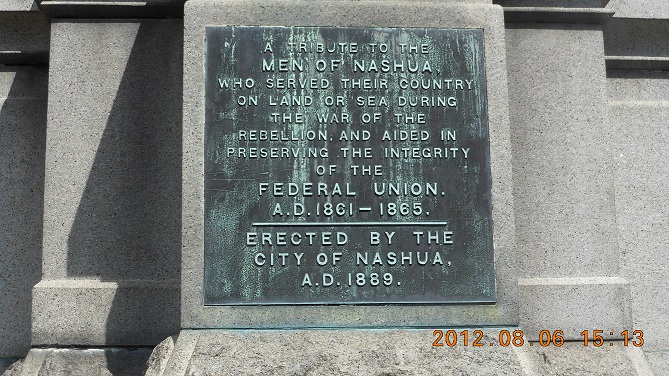 A TRIBUTE TO THE
MEN OF NASHUA,
WHO SERVED THEIR COUNTRY
ON LAND OR SEA DURING
THE WAR OF THE
REBELLION, AND AIDED IN
PRESERVING THE INTEGRITY
OF THE
FEDERAL UNION.
A.D. 1861 – 1865.
ERECTED BY THE
CITY OF NASHUA,
A.D. 1889.
2012.08.06 15:13